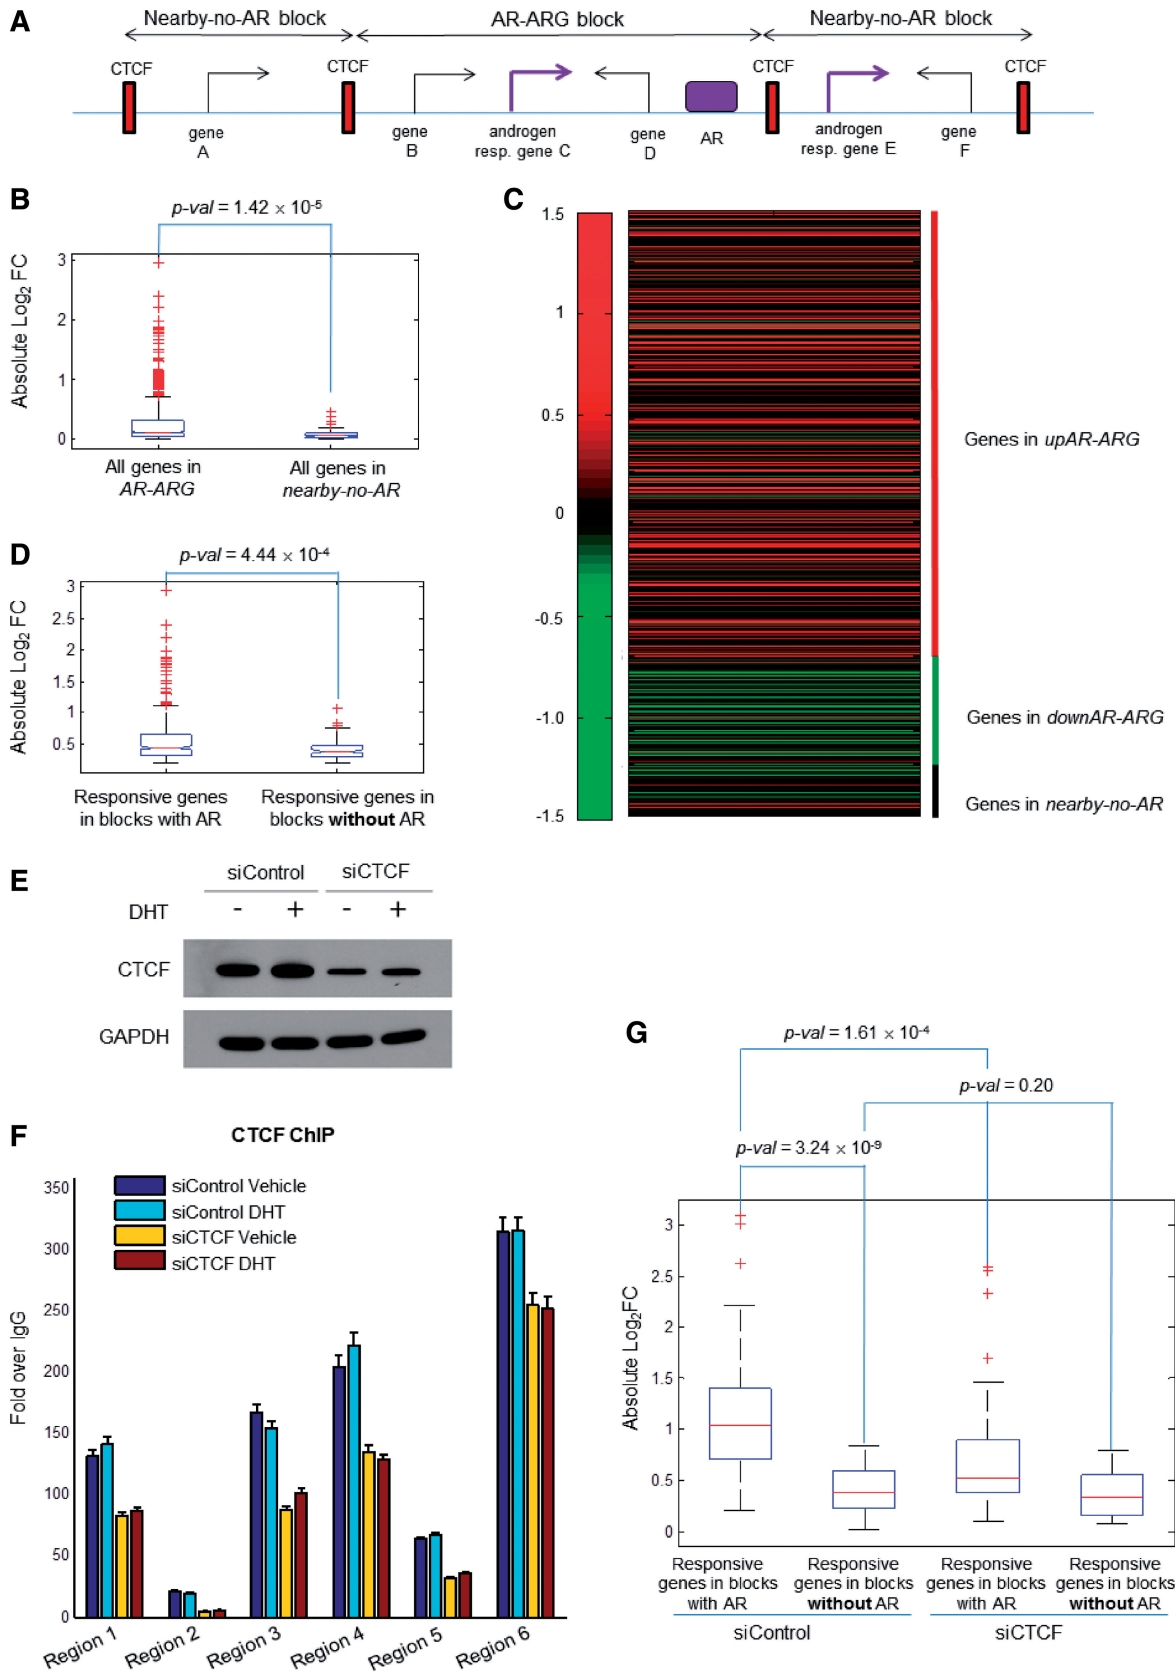 A
Nearby-no-AR block
AR-ARG block
Nearby-no-AR block
CTCF
CTCF
CTCF
CTCF
gene
A
gene
B
androgen
resp. gene C
gene
D
AR
androgen
resp. gene E
gene
F
B
p-val = 1.42 × 10-5
Absolute Log2 FC
3
2
1
0
All genes in
AR-ARG
All genes in
nearby-no-AR
C
1.5
1
0.5
0
-0.5
-1.0
-1.5
Genes in upAR-ARG
Genes in downAR-ARG
Genes in nearby-no-AR
D
p-val = 4.44 × 10-4
Absolute Log2 FC
3
2.5
2
1.5
1
0.5
Responsive genes
in blocks with AR
Responsive genes in
blocks without AR
E
siControl
siCTCF
DHT
- + - +
CTCF
GAPDH
F
CTCF ChIP
siControl Vehicle
siControl DHT
siCTCF Vehicle
siCTCF DHT
Fold over IgG
350
300
250
200
150
100
50
0
Region 1
Region 2
Region 3
Region 4
Region 5
Region 6
G
p-val = 1.61 × 10-4
p-val = 0.20
p-val = 3.24 × 10-9
Absolute Log2FC
3
2.5
2
1.5
1
0.5
0
Responsive
genes in blocks
with AR
Responsive
genes in blocks
without AR
Responsive
genes in blocks
with AR
Responsive
genes in blocks
without AR
siControl
siCTCF